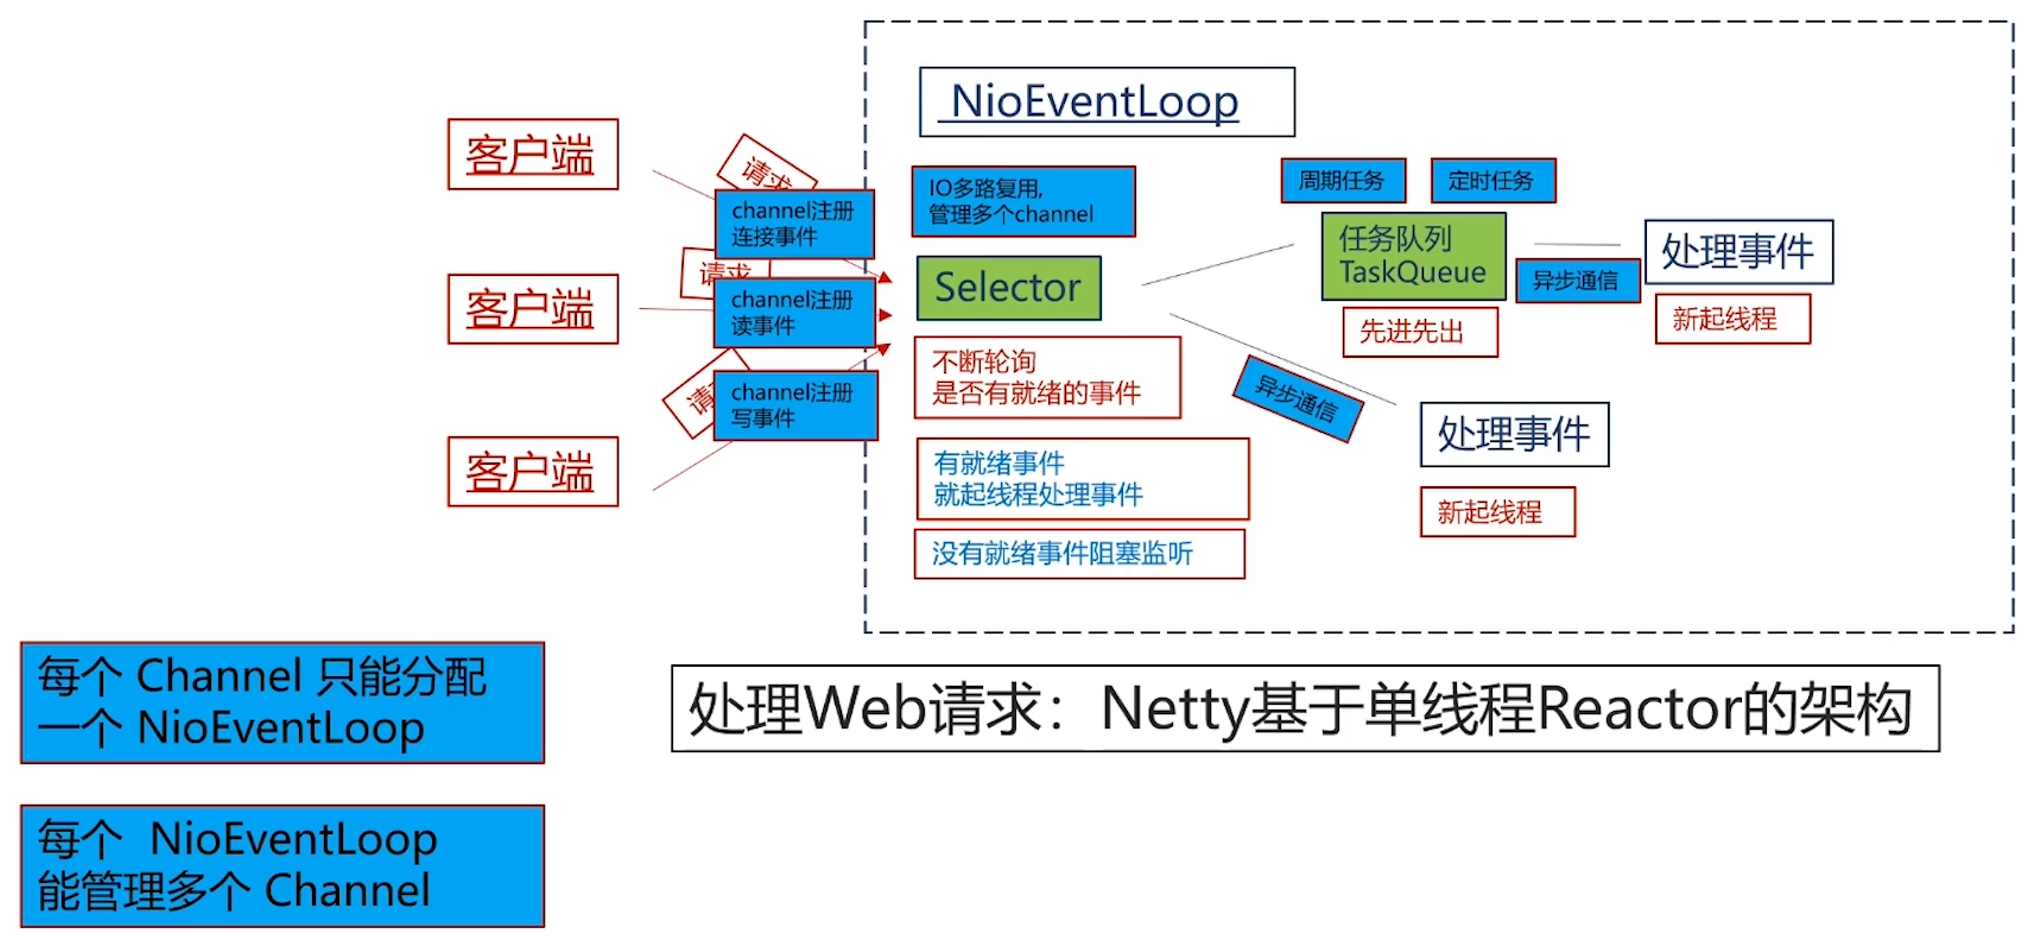 NioEventLoop
客户端
请求
channel注册
连接事件
IO多路复用,
管理多个channel
周期任务
定时任务
任务队列
TaskQueue
处理事件
异步通信
新起线程
先进先出
客户端
请求
channel注册
读事件
Selector
不断轮询
是否有就绪的事件
异步通信
处理事件
新起线程
客户端
请
channel注册
写事件
有就绪事件
就起线程处理事件
没有就绪事件阻塞监听
每个 Channel 只能分配
一个 NioEventLoop
处理Web请求：Netty基于单线程Reactor的架构
每个 NioEventLoop
能管理多个 Channel